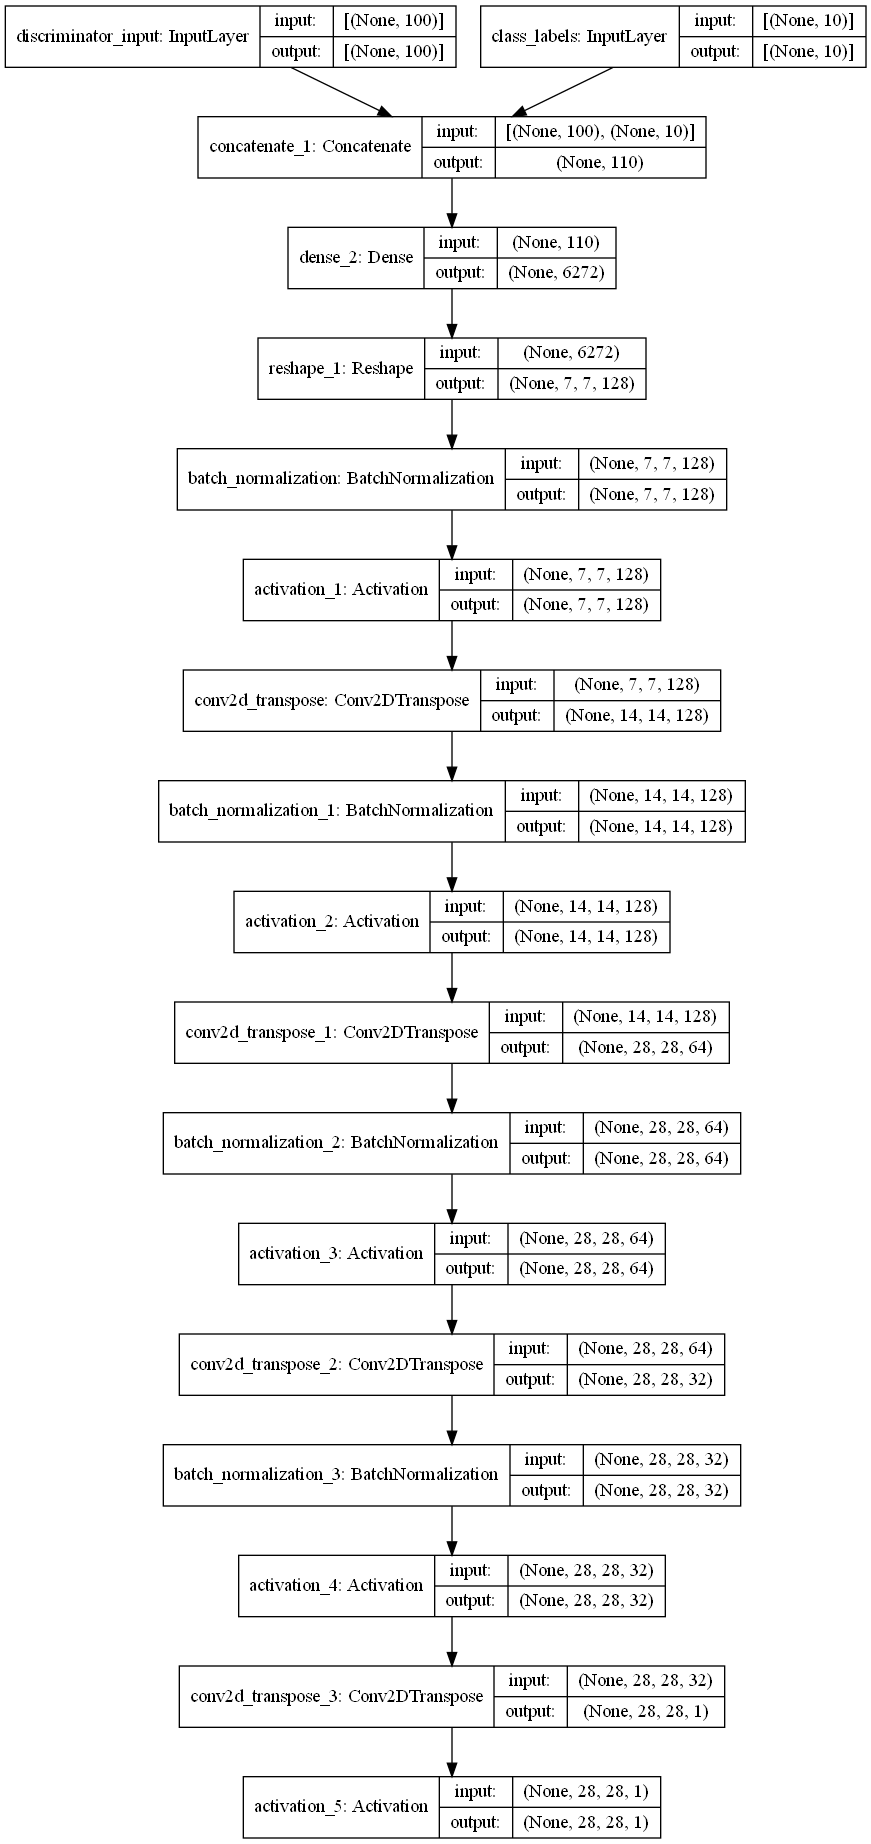 discriminator_input: InputLayer
input: [(None, 100)]
output: [(None, 100)]
class_labels: InputLayer
input: [(None, 10)]
output: [(None, 10)]
concatenate_1: Concatenate
input: [(None, 100), (None, 10)]
output: (None, 110)
dense_2: Dense
input: (None, 110)
output: (None, 6272)
reshape_1: Reshape
input: (None, 6272)
output: (None, 7, 7, 128)
batch_normalization: BatchNormalization
input: (None, 7, 7, 128)
output: (None, 7, 7, 128)
activation_1: Activation
input: (None, 7, 7, 128)
output: (None, 7, 7, 128)
conv2d_transpose: Conv2DTranspose
input: (None, 7, 7, 128)
output: (None, 14, 14, 128)
batch_normalization_1: BatchNormalization
input: (None, 14, 14, 128)
output: (None, 14, 14, 128)
activation_2: Activation
input: (None, 14, 14, 128)
output: (None, 14, 14, 128)
conv2d_transpose_1: Conv2DTranspose
input: (None, 14, 14, 128)
output: (None, 28, 28, 64)
batch_normalization_2: BatchNormalization
input: (None, 28, 28, 64)
output: (None, 28, 28, 64)
activation_3: Activation
input: (None, 28, 28, 64)
output: (None, 28, 28, 64)
conv2d_transpose_2: Conv2DTranspose
input: (None, 28, 28, 64)
output: (None, 28, 28, 32)
batch_normalization_3: BatchNormalization
input: (None, 28, 28, 32)
output: (None, 28, 28, 32)
activation_4: Activation
input: (None, 28, 28, 32)
output: (None, 28, 28, 32)
conv2d_transpose_3: Conv2DTranspose
input: (None, 28, 28, 32)
output: (None, 28, 28, 1)
activation_5: Activation
input: (None, 28, 28, 1)
output: (None, 28, 28, 1)